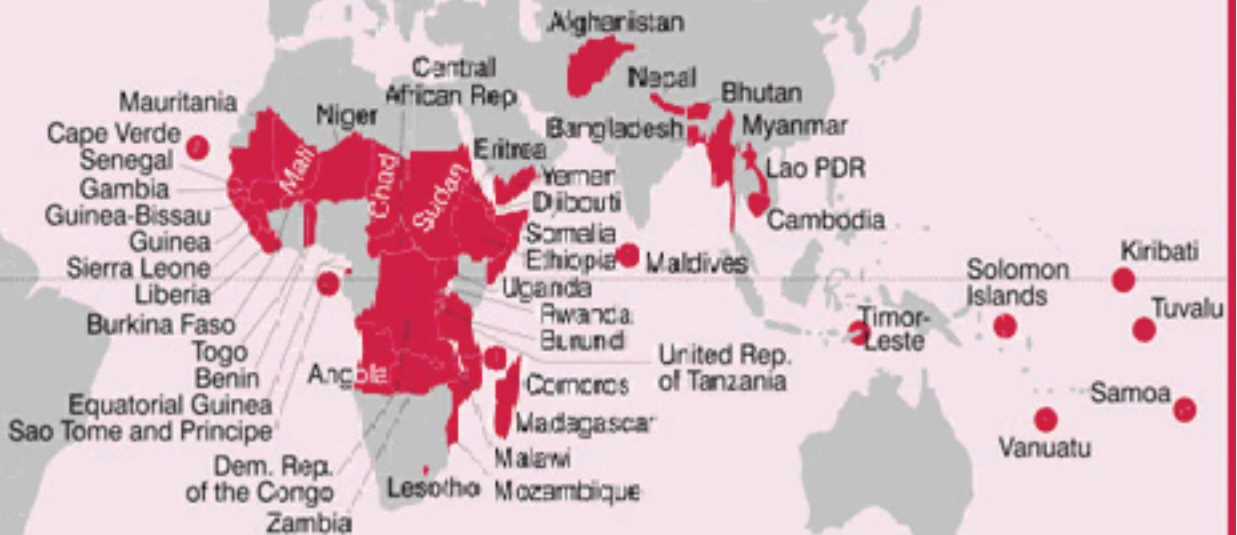 Afghanistan
Nepal
Bhutan
Bangladesh
Myanmar
Lao PDR
Cambodia
Central
African Rep.
Mauritania
Niger
Cape Verde
Senegal
Mali
Chad
Sudan
Eritrea
Yemen
Djibouti
Gambia
Guinea-Bissau
Guinea
Somalia
Ethiopia
Maldives
Sierra Leone
Liberia
Uganda
Rwanda
Burundi
Burkina Faso
Togo
Benin
Angola
United Rep.
of Tanzania
Equatorial Guinea
Sao Tome and Principe
Comoros
Madagascar
Malawi
Mozambique
Dem. Rep.
of the Congo
Lesotho
Zambia
Kiribati
Solomon
Islands
Tuvalu
Timor-
Leste
Samoa
Vanuatu